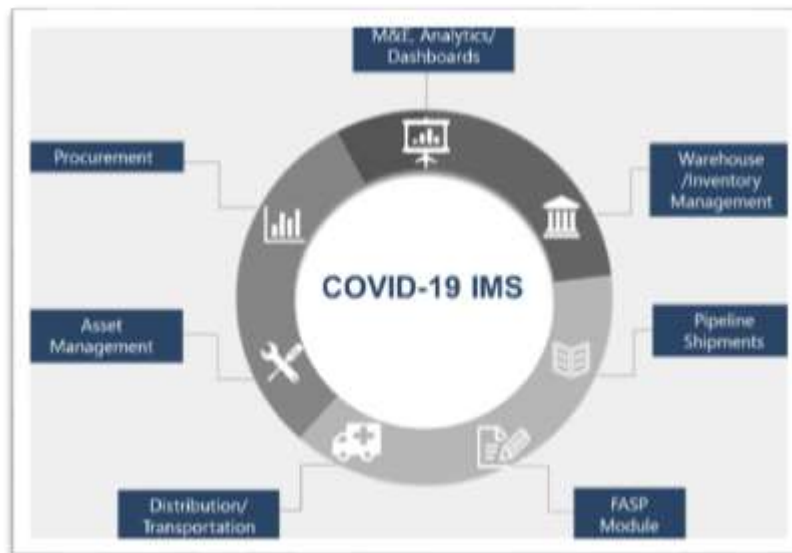 M&E, Analytics/
Dashboards
Procurement
Warehouse
/Inventory
Management
COVID-19 IMS
Asset
Management
Pipeline
Shipments
Distribution/
Transportation
FASP
Module